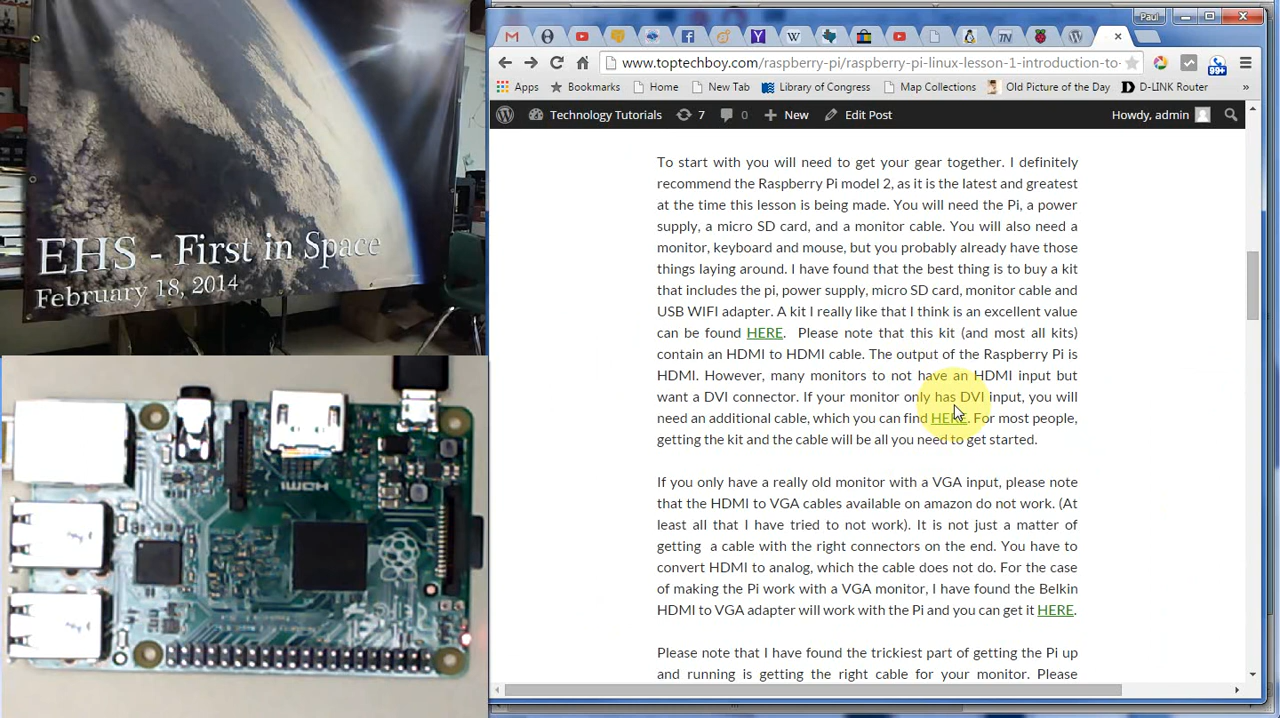 EHS - First in Space
February 18, 2014
HDMI
Paul
www.toptechboy.com/raspberry-pi/raspberry-pi-linux-lesson-1-introduction-to-
99+
Apps Bookmarks Home New Tab Library of Congress Map Collections Old Picture of the Day D-LINK Router »
Technology Tutorials 7 0 New Edit Post Howdy, admin
To start with you will need to get your gear together. I definitely
recommend the Raspberry Pi model 2, as it is the latest and greatest
at the time this lesson is being made. You will need the Pi, a power
supply, a micro SD card, and a monitor cable. You will also need a
monitor, keyboard and mouse, but you probably already have those
things laying around. I have found that the best thing is to buy a kit
that includes the pi, power supply, micro SD card, monitor cable and
USB WIFI adapter. A kit I really like that I think is an excellent value
can be found HERE. Please note that this kit (and most all kits)
contain an HDMI to HDMI cable. The output of the Raspberry Pi is
HDMI. However, many monitors to not have an HDMI input but
want a DVI connector. If your monitor only has DVI input, you will
need an additional cable, which you can find HERE. For most people,
getting the kit and the cable will be all you need to get started.
If you only have a really old monitor with a VGA input, please note
that the HDMI to VGA cables available on amazon do not work. (At
least all that I have tried to not work). It is not just a matter of
getting a cable with the right connectors on the end. You have to
convert HDMI to analog, which the cable does not do. For the case
of making the Pi work with a VGA monitor, I have found the Belkin
HDMI to VGA adapter will work with the Pi and you can get it HERE.
Please note that I have found the trickiest part of getting the Pi up
and running is getting the right cable for your monitor. Please